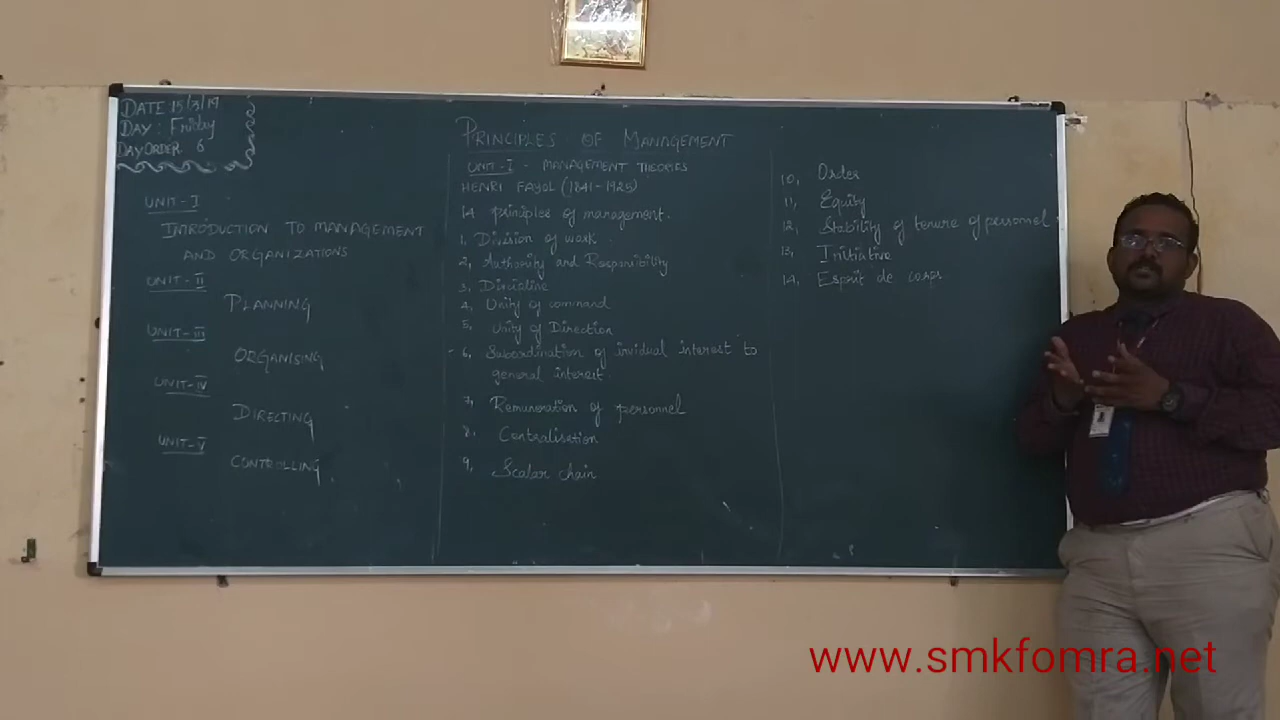 DATE 15/3/19
DAY: Friday
DAY ORDER 6
UNIT-I
INTRODUCTION TO MANAGEMENT
AND ORGANIZATIONS
UNIT-II
PLANNING
UNIT-III
ORGANISING
UNIT-IV
DIRECTING
UNIT-V
CONTROLLING
PRINCIPLES OF MANAGEMENT
UNIT-I - MANAGEMENT THEORIES
HENRI FAYOL (1841-1925)
14 principles of management.
1, Division of work.
2, Authority and Responsibility
3, Discipline
4, Unity of command
5, Unity of Direction
6, Subordination of invidual interest to
general interest.
7, Remuneration of personnel
8. Centralisation
9, Scalar chain
10, Order
11, Equity
12, Stability of tenure of personnel
13, Initiative
14, Esprit de corps
www.smkfomra.net